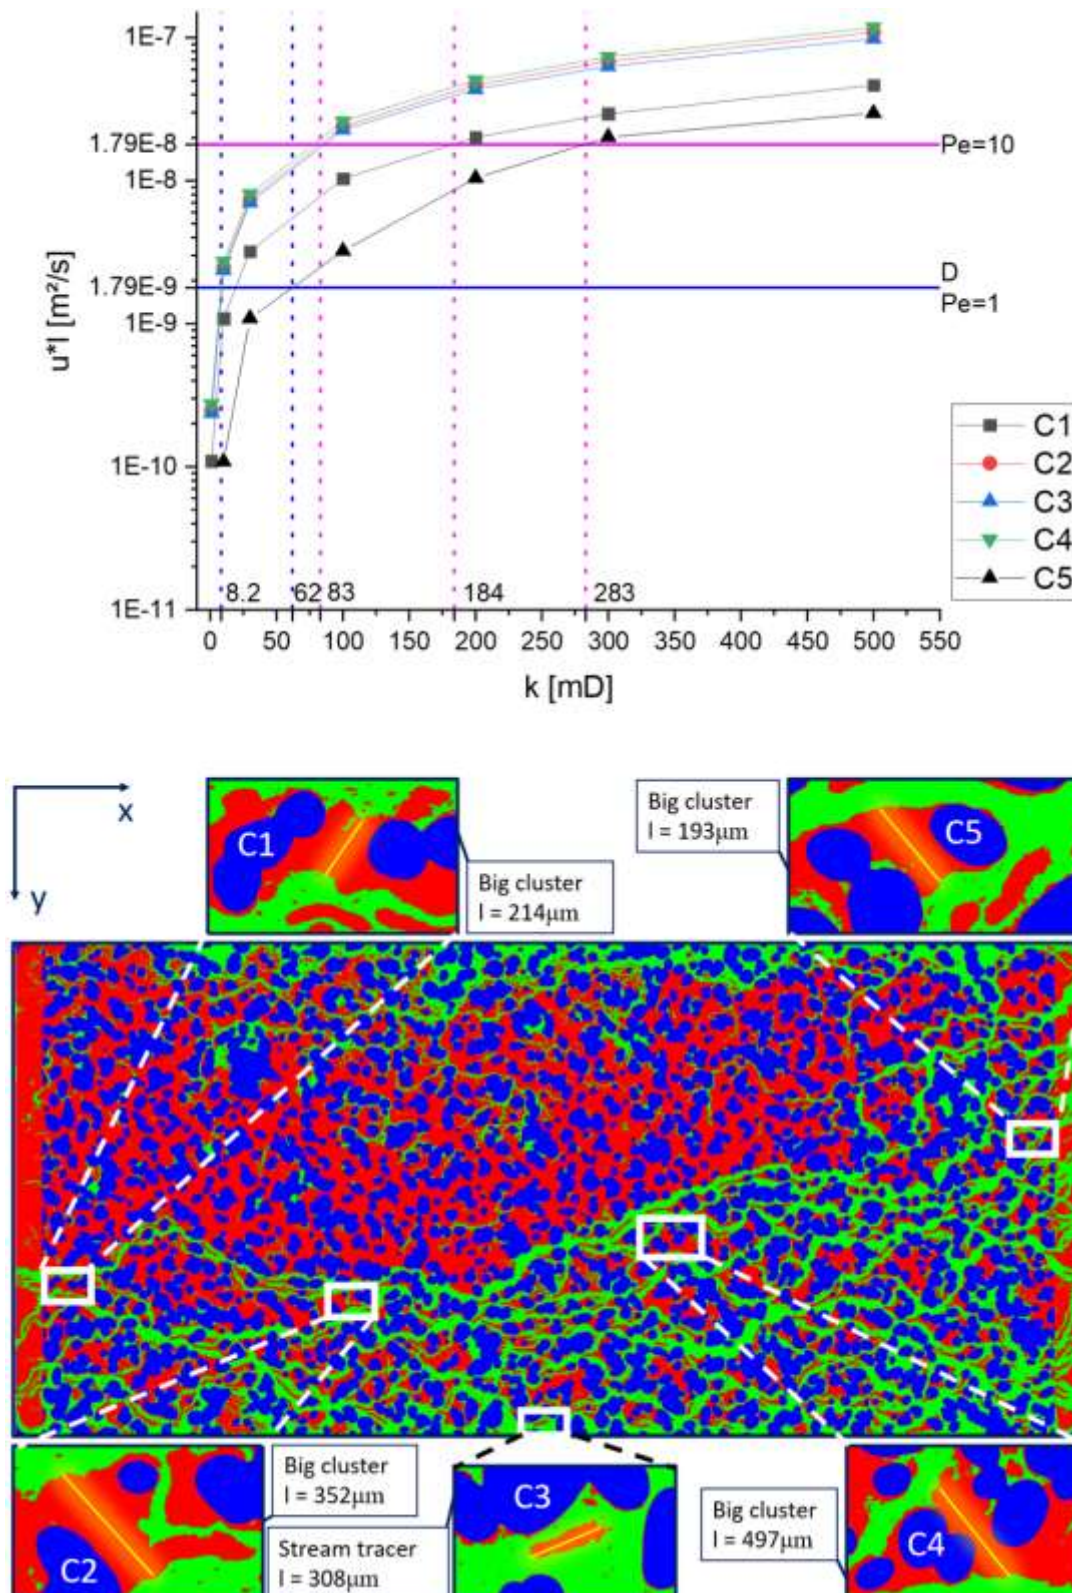 1E-7
1.79E-8
1E-8
1.79E-9
1E-9
1E-10
1E-11
u*l [m²/s]
Pe=10
D
Pe=1
8.2
62
83
184
283
0 50 100 150 200 250 300 350 400 450 500 550
k [mD]
C1
C2
C3
C4
C5
x
y
C1
Big cluster
l = 214µm
Big cluster
l = 193µm
C5
C2
Big cluster
l = 352µm
Stream tracer
l = 308µm
C3
Big cluster
l = 497µm
C4